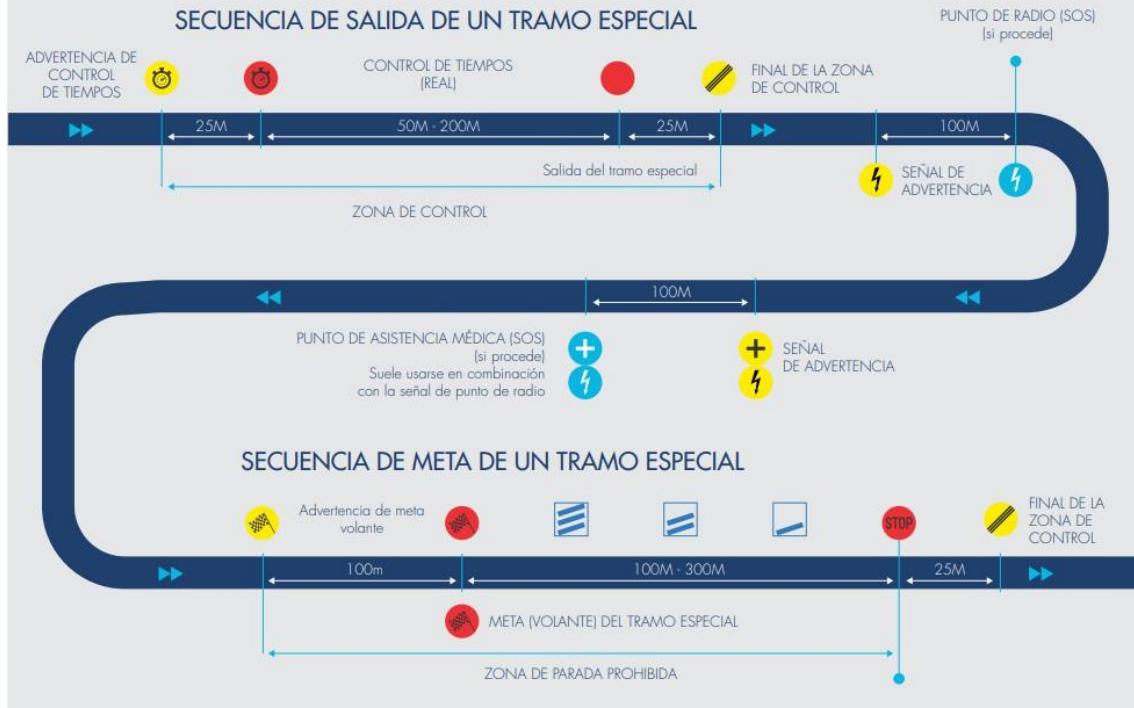 SECUENCIA DE SALIDA DE UN TRAMO ESPECIAL
PUNTO DE RADIO (SOS)
(si procede)
ADVERTENCIA DE
CONTROL
DE TIEMPOS
CONTROL DE TIEMPOS
(REAL)
FINAL DE LA ZONA
DE CONTROL
25M
50M - 200M
25M
100M
Salida del tramo especial
SEÑAL DE
ADVERTENCIA
ZONA DE CONTROL
100M
PUNTO DE ASISTENCIA MÉDICA (SOS)
(si procede)
Suele usarse en combinación
con la señal de punto de radio
SEÑAL
DE ADVERTENCIA
SECUENCIA DE META DE UN TRAMO ESPECIAL
Advertencia de meta
volante
STOP
FINAL DE LA
ZONA DE
CONTROL
100m
100M - 300M
25M
META (VOLANTE) DEL TRAMO ESPECIAL
ZONA DE PARADA PROHIBIDA